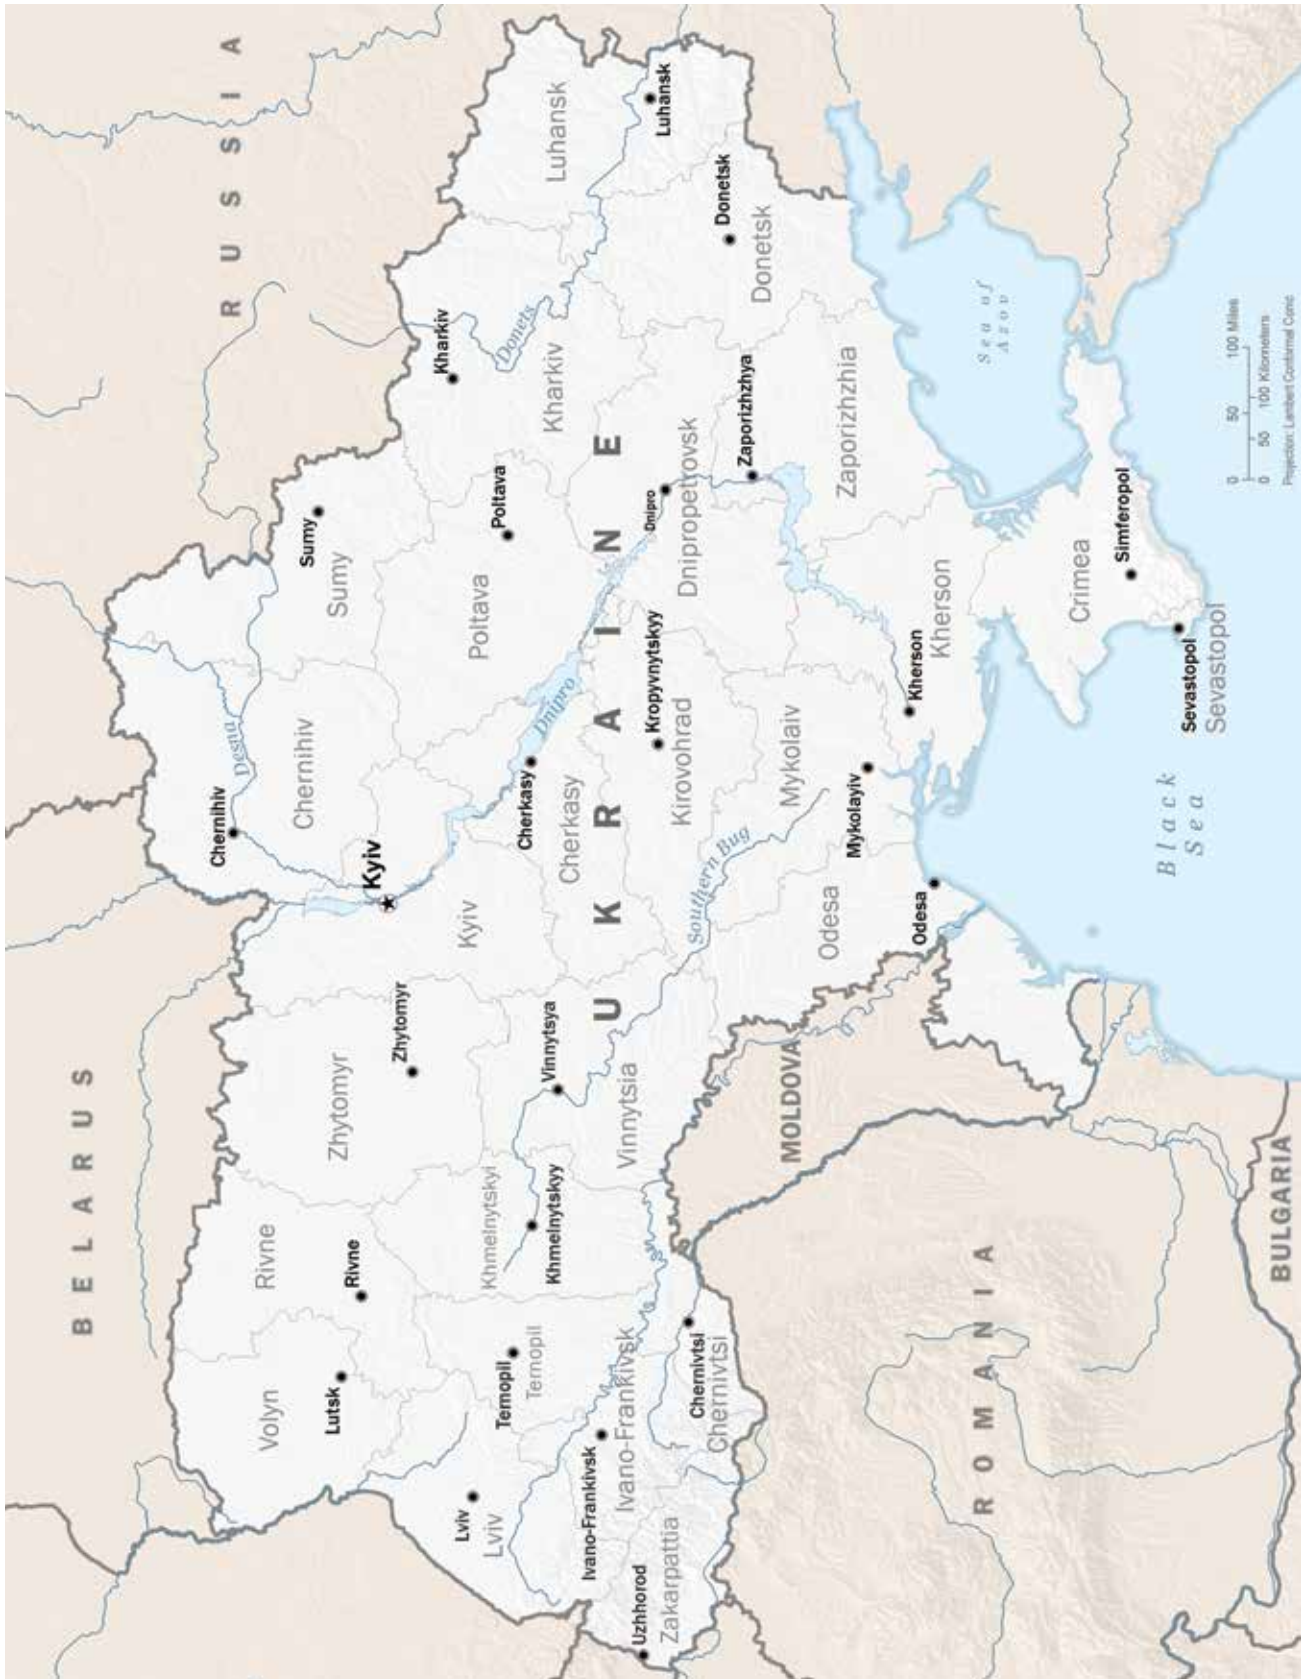 BELARUS
RUSSIA
Desna
Chernihiv
Chernihiv
Sumy
Sumy
Volyn
Rivne
Zhytomyr
Kyiv
Lutsk
Rivne
Zhytomyr
Kyiv
Kharkiv
Lviv
Lviv
Khmelnytskyi
Poltava
Poltava
Donets
Kharkiv
Luhansk
Ternopil
Ternopil
Khmelnytskyy
Vinnytsya
Cherkasy
Cherkasy
Dnipro
Ivano-Frankivsk
Ivano-Frankivsk
Vinnytsia
UKRAINE
Dnipro
Luhansk
Uzhhorod
Zakarpattia
Chernivtsi
Chernivtsi
Southern Bug
Kropyvnytskyy
Kirovohrad
Dnipropetrovsk
Donetsk
Donetsk
Zaporizhzhya
Zaporizhzhia
MOLDOVA
Odesa
Mykolaiv
Mykolayiv
Odesa
Kherson
Kherson
ROMANIA
Sea of
Azov
Crimea
Simferopol
Black
Sea
Sevastopol
Sevastopol
BULGARIA
0 50 100 Miles
0 50 100 Kilometers
Projection: Lambert Conformal Conic